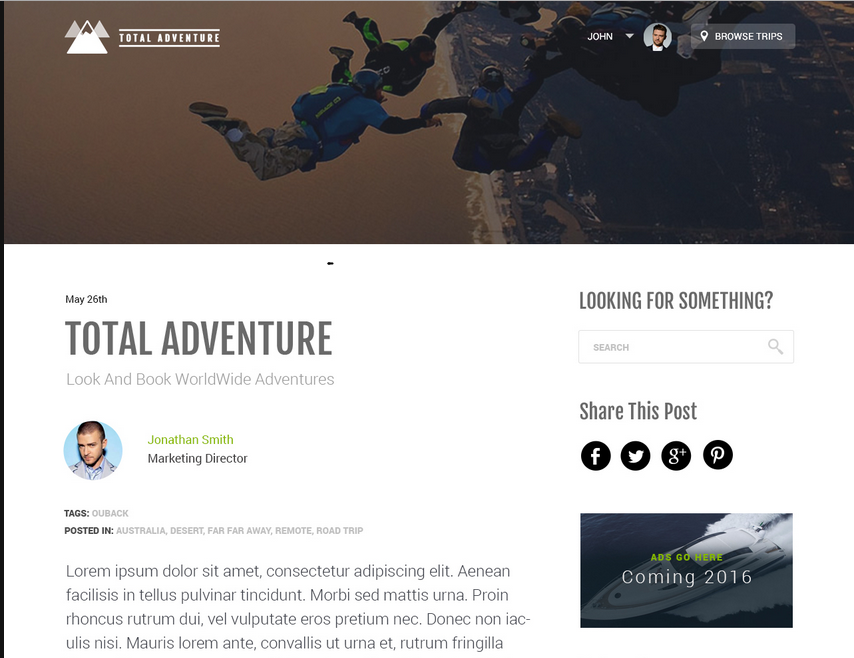 TOTAL ADVENTURE
JOHN
BROWSE TRIPS
May 26th
TOTAL ADVENTURE
Look And Book WorldWide Adventures
Jonathan Smith
Marketing Director
TAGS: OUBACK
POSTED IN: AUSTRALIA, DESERT, FAR FAR AWAY, REMOTE, ROAD TRIP
Lorem ipsum dolor sit amet, consectetur adipiscing elit. Aenean
facilisis in tellus pulvinar tincidunt. Morbi sed mattis urna. Proin
rhoncus rutrum dui, vel vulputate eros pretium nec. Donec non iac-
ulis nisi. Mauris lorem ante, convallis ut urna et, rutrum fringilla
LOOKING FOR SOMETHING?
SEARCH
Share This Post
ADS GO HERE
Coming 2016